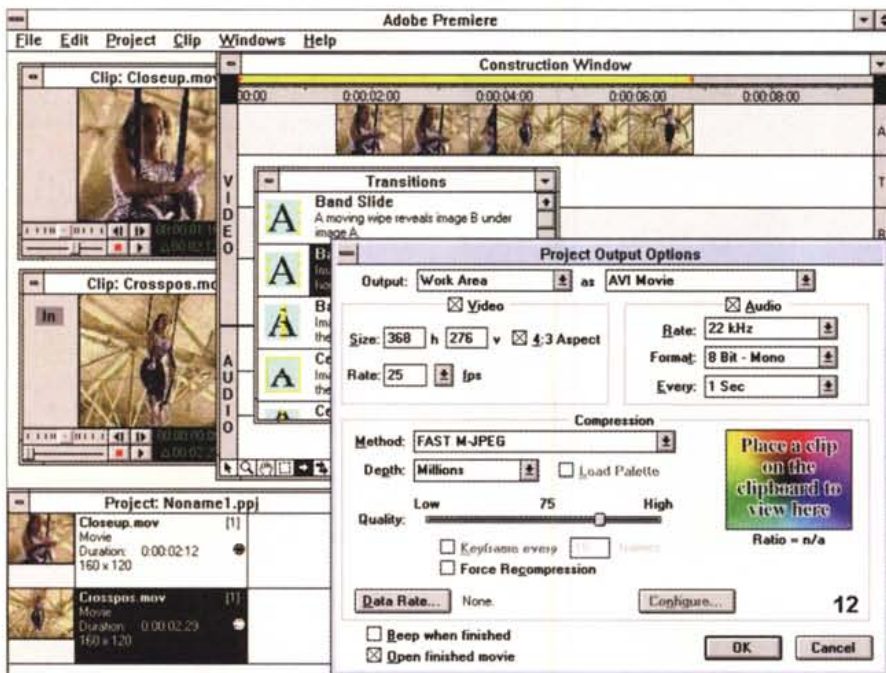 Adobe Premiere
File Edit Project Clip Windows Help
Clip: Closeup.mov
Construction Window
0:00:02:00 0:00:04:00 0:00:06:00 0:00:08:00
VIDEO
AUDIO
Transitions
Band Slide
A moving wipe reveals image B under
image A.
Clip: Crosspos.mo
In
Project Output Options
Output: Work Area as AVI Movie
Video
Size: 368 h 276 v 4:3 Aspect
Rate: 25 fps
Audio
Rate: 22 kHz
Format: 8 Bit - Mono
Every: 1 Sec
Compression
Method: FAST M-JPEG
Depth: Millions Load Palette
Low 75 High
Quality:
Keyframe every frames
Force Recompression
Place a clip
on the
clipboard to
view here
Ratio = n/a
Data Rate... None. Configure...
12
Beep when finished
Open finished movie
OK Cancel
Project: Noname1.ppj
Closeup.mov [1]
Movie
Duration: 0:00:02:12
160 x 120
Crosspos.mov [1]
Movie
Duration: 0:00:02:29
160 x 120